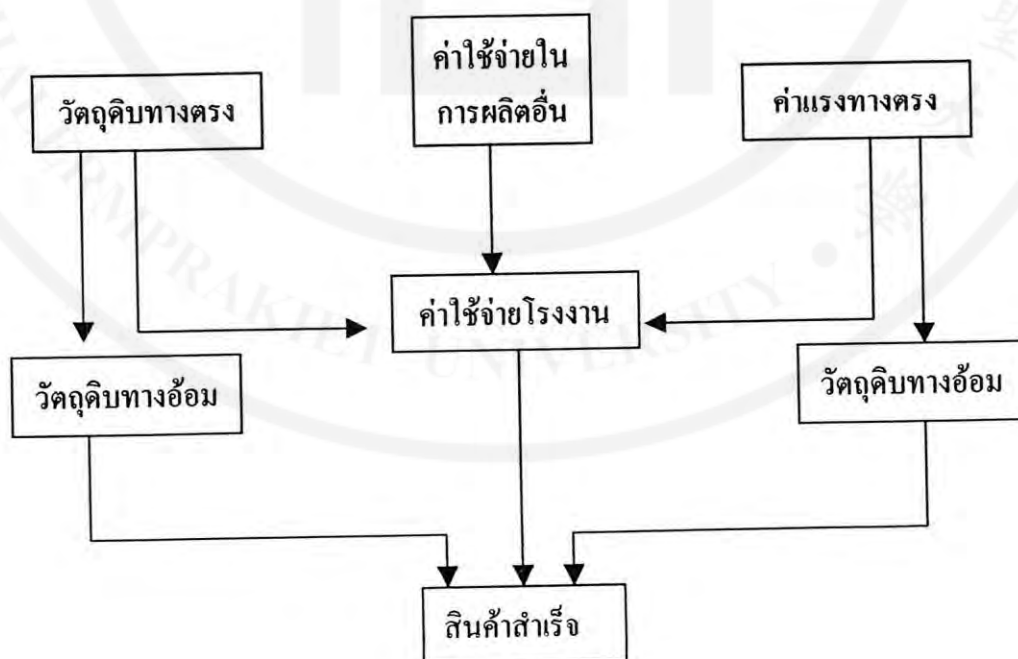 ค่าใช้จ่ายใน
การผลิตอื่น
วัตถุดิบทางตรง
ค่าแรงทางตรง
ค่าใช้จ่ายโรงงาน
วัตถุดิบทางอ้อม
วัตถุดิบทางอ้อม
สินค้าสำเร็จ
UNIVERSITY